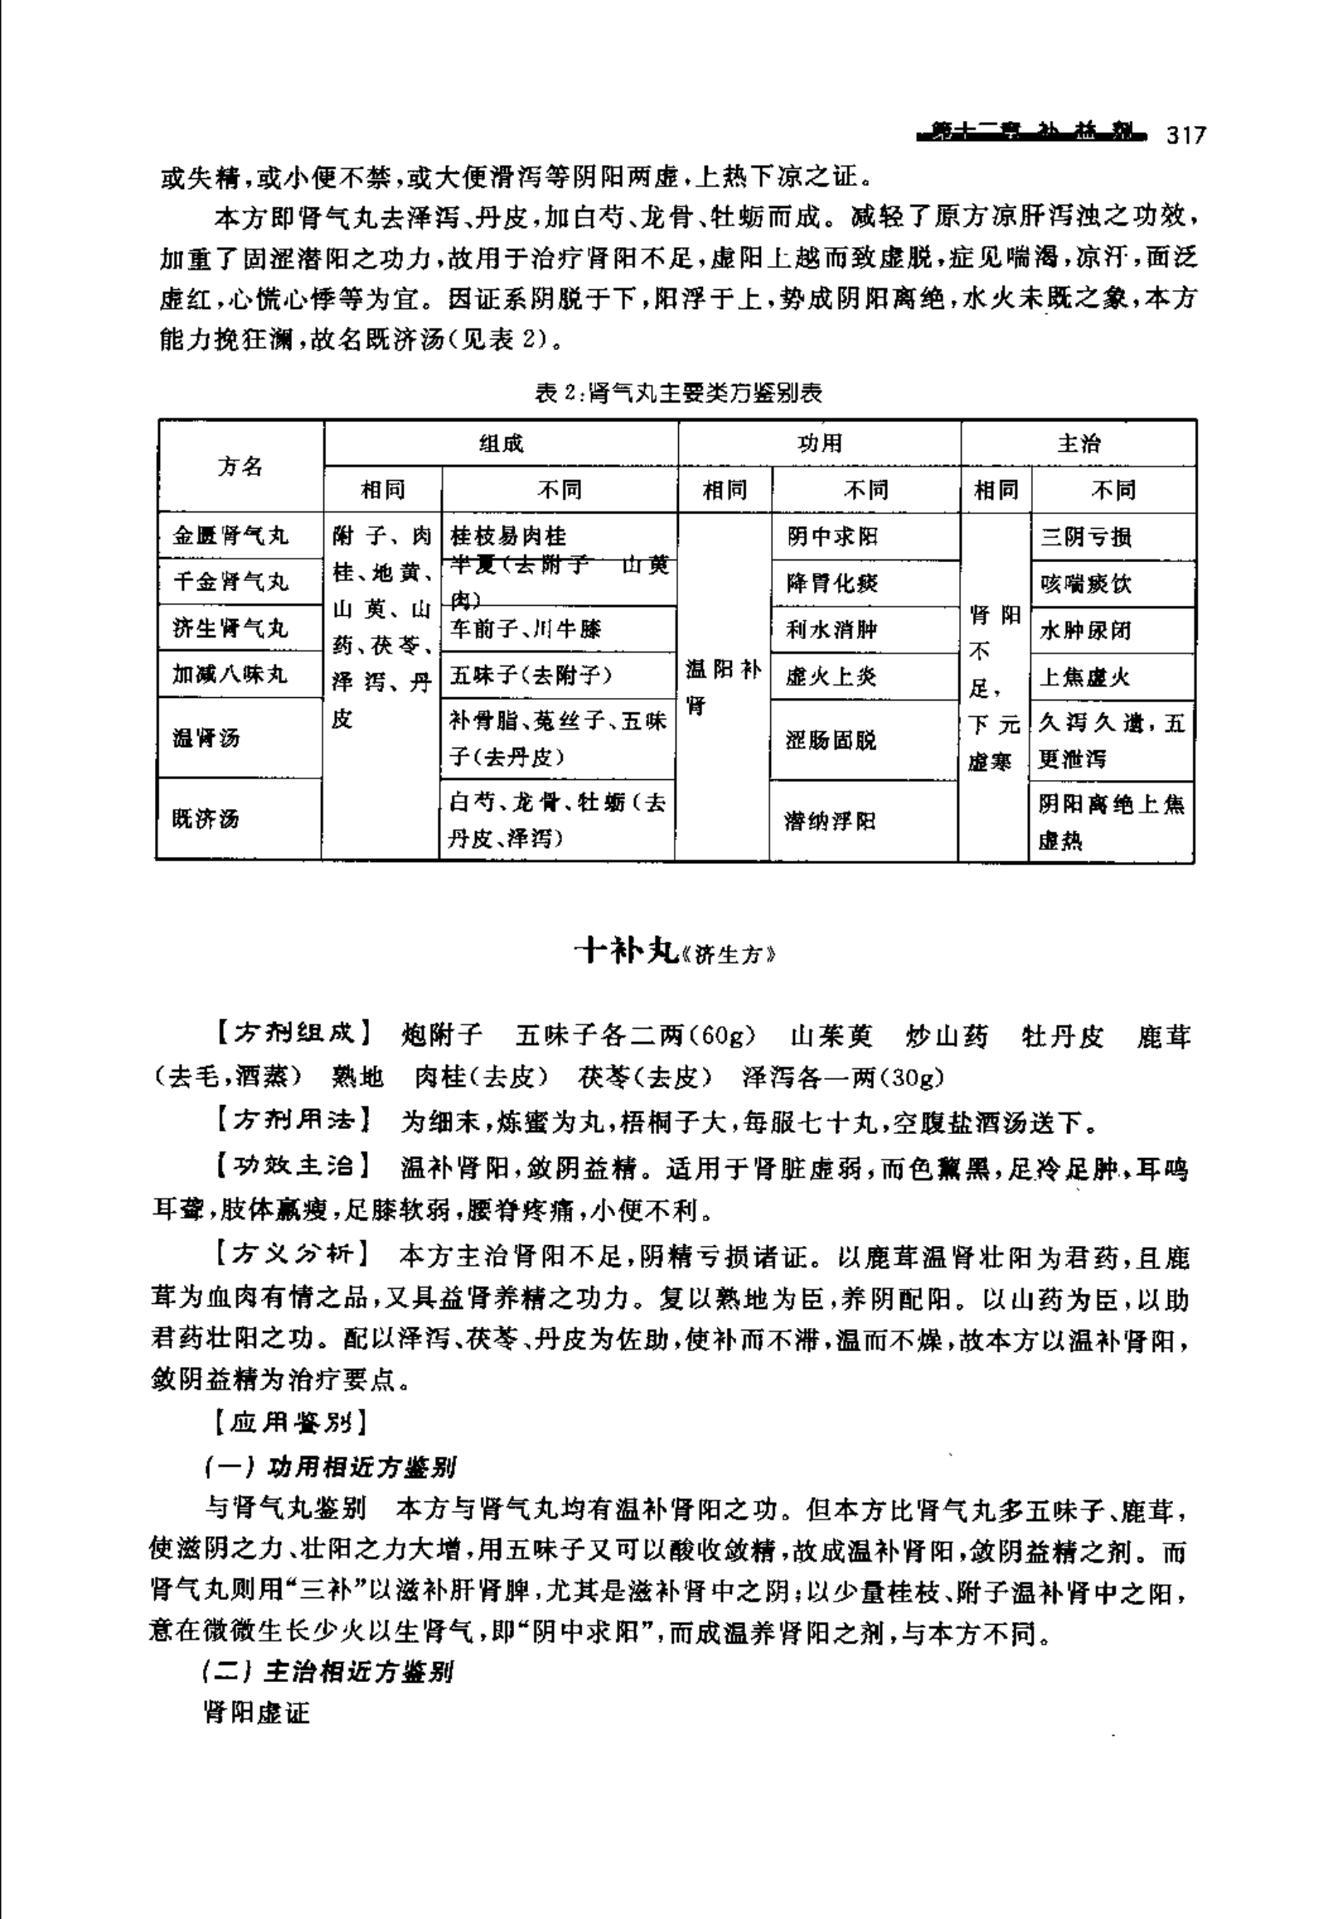 第十二章 补益剂 317
或失精,或小便不禁,或大便滑泻等阴阳两虚,上热下凉之证。
本方即肾气丸去泽泻、丹皮,加白芍、龙骨、牡蛎而成。减轻了原方凉肝泻浊之功效,
加重了固涩潜阳之功力,故用于治疗肾阳不足,虚阳上越而致虚脱,症见喘渴,凉汗,面泛
虚红,心慌心悸等为宜。因证系阴脱于下,阳浮于上,势成阴阳离绝,水火未既之象,本方
能力挽狂澜,故名既济汤(见表 2)。
表 2:肾气丸主要类方鉴别表
方名 组成 功用 主治
相同 不同 相同 不同 相同 不同
金匮肾气丸 附子、肉桂、地黄、山萸、山药、茯苓、泽泻、丹皮 桂枝易肉桂 温阳补肾 阴中求阳 肾阳不足,下元虚寒 三阴亏损
千金肾气丸 半夏(去附子 山萸肉) 降胃化痰 咳喘痰饮
济生肾气丸 车前子、川牛膝 利水消肿 水肿尿闭
加减八味丸 五味子(去附子) 虚火上炎 上焦虚火
温肾汤 补骨脂、菟丝子、五味子(去丹皮) 涩肠固脱 久泻久遗,五更泄泻
既济汤 白芍、龙骨、牡蛎(去丹皮、泽泻) 潜纳浮阳 阴阳离绝上焦虚热
十补丸《济生方》
【方剂组成】 炮附子 五味子各二两(60g) 山茱萸 炒山药 牡丹皮 鹿茸
(去毛,酒蒸) 熟地 肉桂(去皮) 茯苓(去皮) 泽泻各一两(30g)
【方剂用法】 为细末,炼蜜为丸,梧桐子大,每服七十丸,空腹盐酒汤送下。
【功效主治】 温补肾阳,敛阴益精。适用于肾脏虚弱,而色黧黑,足冷足肿、耳鸣
耳聋,肢体羸瘦,足膝软弱,腰脊疼痛,小便不利。
【方义分析】 本方主治肾阳不足,阴精亏损诸证。以鹿茸温肾壮阳为君药,且鹿
茸为血肉有情之品,又具益肾养精之功力。复以熟地为臣,养阴配阳。以山药为臣,以助
君药壮阳之功。配以泽泻、茯苓、丹皮为佐助,使补而不滞,温而不燥,故本方以温补肾阳,
敛阴益精为治疗要点。
【应用鉴别】
(一) 功用相近方鉴别
与肾气丸鉴别 本方与肾气丸均有温补肾阳之功。但本方比肾气丸多五味子、鹿茸,
使滋阴之力、壮阳之力大增,用五味子又可以酸收敛精,故成温补肾阳,敛阴益精之剂。而
肾气丸则用“三补”以滋补肝肾脾,尤其是滋补肾中之阴;以少量桂枝、附子温补肾中之阳,
意在微微生长少火以生肾气,即“阴中求阳”,而成温养肾阳之剂,与本方不同。
(二) 主治相近方鉴别
肾阳虚证